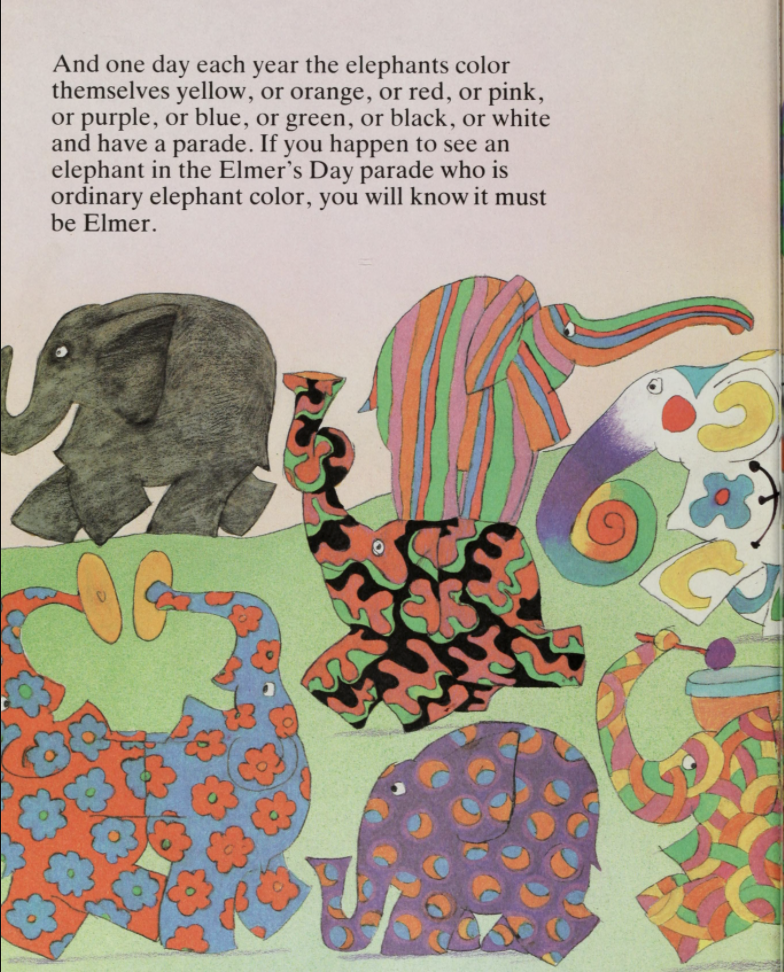 And one day each year the elephants color
themselves yellow, or orange, or red, or pink,
or purple, or blue, or green, or black, or white
and have a parade. If you happen to see an
elephant in the Elmer's Day parade who is
ordinary elephant color, you will know it must
be Elmer.